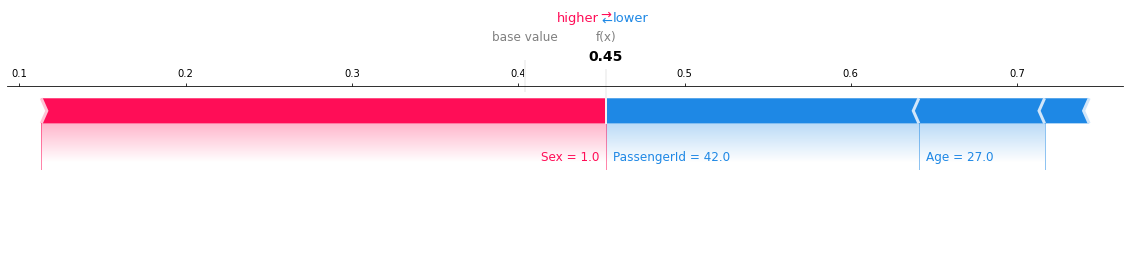 higher ⇄ lower
base value f(x)
0.45
0.1 0.2 0.3 0.4 0.5 0.6 0.7
Sex = 1.0 PassengerId = 42.0 Age = 27.0